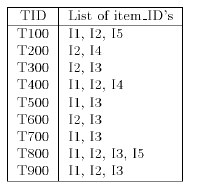 TID List of item_ID's
T100 I1, I2, I5
T200 I2, I4
T300 I2, I3
T400 I1, I2, I4
T500 I1, I3
T600 I2, I3
T700 I1, I3
T800 I1, I2, I3, I5
T900 I1, I2, I3